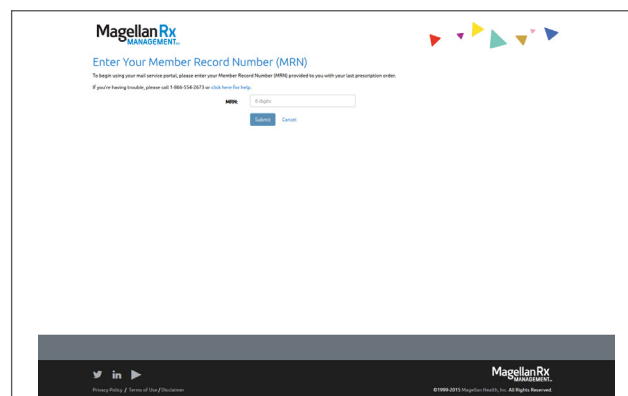 MagellanRx
MANAGEMENT
Enter Your Member Record Number (MRN)
To begin using your mail service portal, please enter your Member Record Number (MRN) provided to you with your last prescription order.
If you're having trouble, please call 1-866-554-2673 or click here for help.
MRN: 6 digits
Submit Cancel
MagellanRx
MANAGEMENT
Privacy Policy / Terms of Use / Disclaimer ©1999-2015 Magellan Health, Inc. All Rights Reserved.